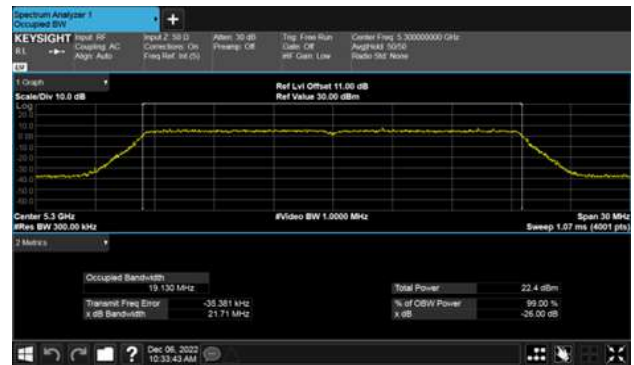 Spectrum Analyzer 1
Occupied BW
KEYSIGHT
RL
Input: RF
Coupling: AC
Align: Auto
Input Z: 50 Ω
Corrections: On
Freq Ref: Int (S)
Atten: 30 dB
Preamp: Off
Trig: Free Run
Gate: Off
#IF Gain: Low
Center Freq: 5.300000000 GHz
Avg|Hold: 50/50
Radio Std: None
1 Graph
Scale/Div 10.0 dB
Ref Lvl Offset 11.00 dB
Ref Value 30.00 dBm
Log
20.0
10.0
0.00
-10.0
-20.0
-30.0
-40.0
-50.0
-60.0
Center 5.3 GHz
#Res BW 300.00 kHz
#Video BW 1.0000 MHz
Span 30 MHz
Sweep 1.07 ms (4001 pts)
2 Metrics
Occupied Bandwidth
19.130 MHz
Total Power 22.4 dBm
Transmit Freq Error -35.381 kHz
% of OBW Power 99.00 %
x dB Bandwidth 21.71 MHz
x dB -26.00 dB
?
Dec 06, 2022
10:33:43 AM